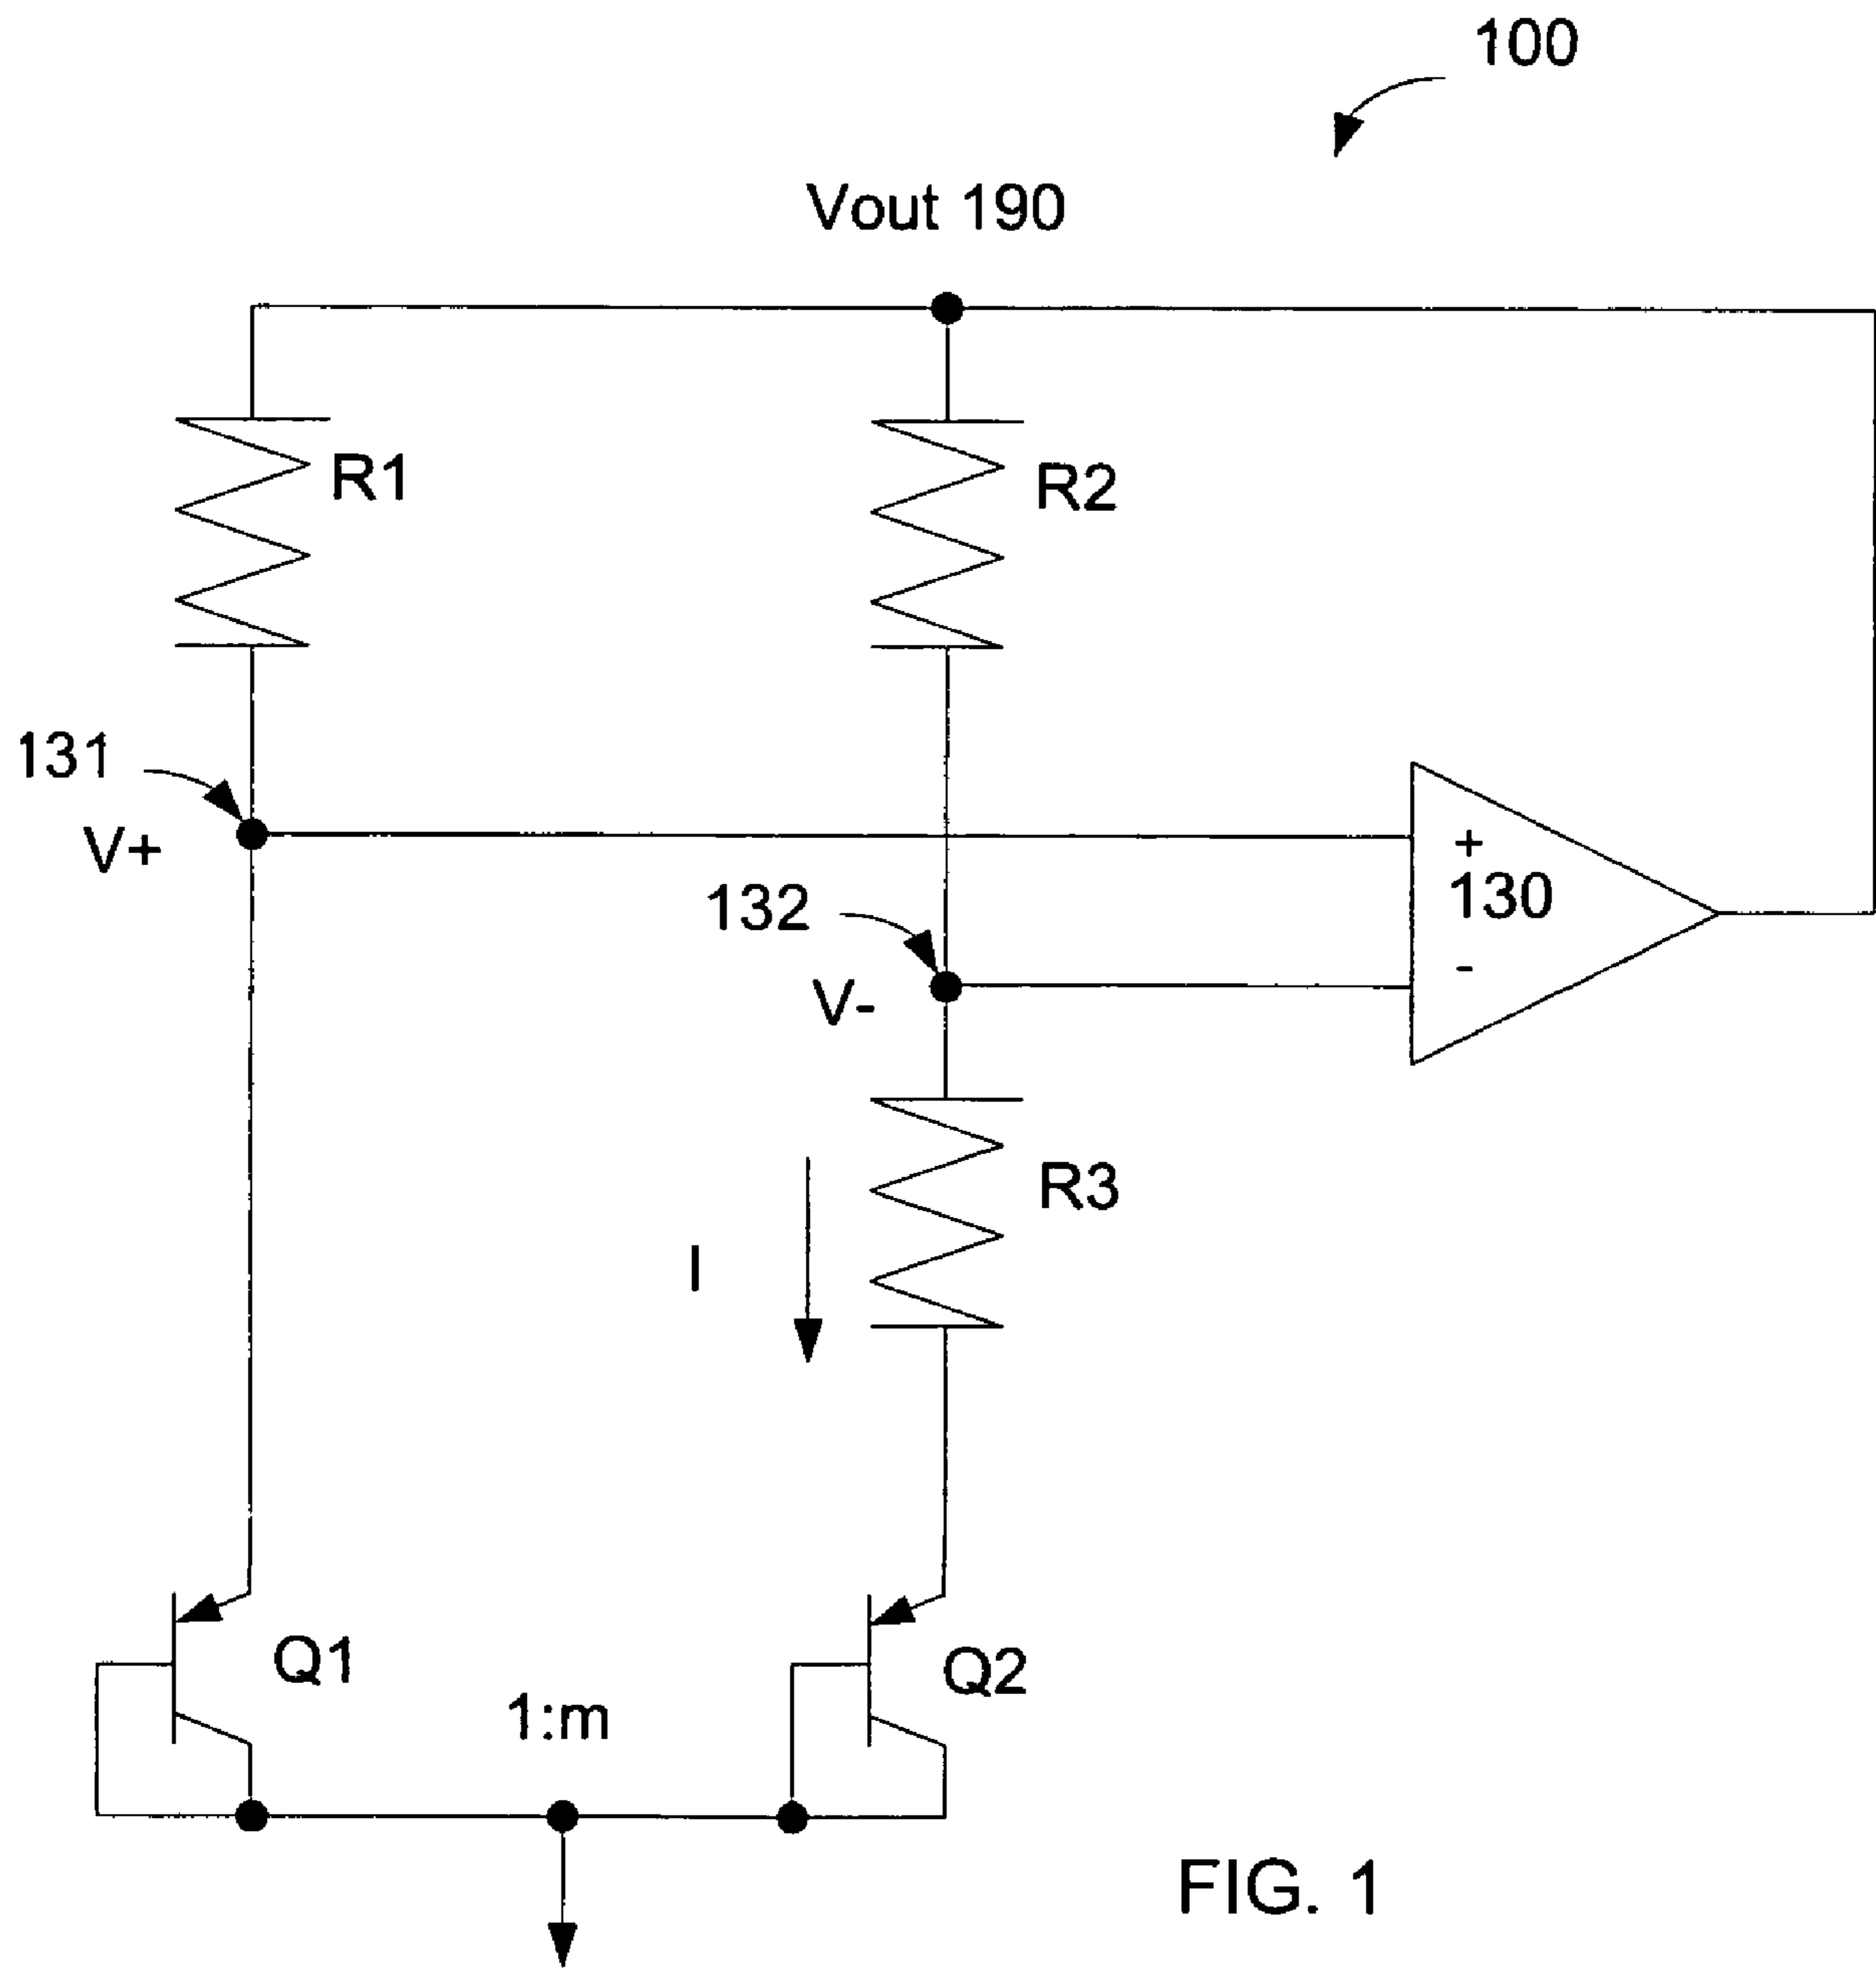 100
Vout 190
R1
R2
131
V+
+
130
-
132
V-
R3
I
Q1
Q2
1:m
FIG. 1